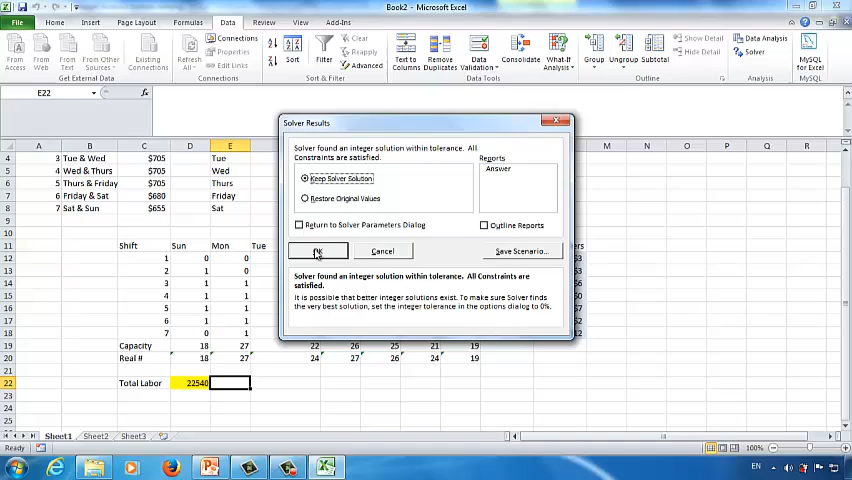 Book2 - Microsoft Excel
File Home Insert Page Layout Formulas Data Review View Add-Ins
From Access
From Web
From Text
From Other Sources
Existing Connections
Get External Data
Refresh All
Connections
Properties
Edit Links
Connections
Sort
Filter
Clear
Reapply
Advanced
Sort & Filter
Text to Columns
Remove Duplicates
Data Validation
Consolidate
What-If Analysis
Data Tools
Group
Ungroup
Subtotal
Show Detail
Hide Detail
Outline
Data Analysis
Solver
Analysis
MySQL for Excel
E22 fx
A B C D E M N O P
4 3 Tue & Wed $705 Tue
5 4 Wed & Thurs $705 Wed
6 5 Thurs & Friday $705 Thurs
7 6 Friday & Sat $680 Friday
8 7 Sat & Sun $655 Sat
9
10
11 Shift Sun Mon Tue
12 1 0 0 $3
13 2 1 0 $3
14 3 1 1 $3
15 4 1 1 $6
16 5 1 1 $6
17 6 1 1 $2
18 7 0 1 $12
19 Capacity 18 27 22 26 25 21 19
20 Real # 18 27 24 27 26 24 19
21
22 Total Labor 22540
23
24
25
Solver Results
Solver found an integer solution within tolerance. All Constraints are satisfied.
Reports
Answer
Keep Solver Solution
Restore Original Values
Return to Solver Parameters Dialog
Outline Reports
OK
Cancel
Save Scenario...
Solver found an integer solution within tolerance. All Constraints are
satisfied.
It is possible that better integer solutions exist. To make sure Solver finds
the very best solution, set the integer tolerance in the options dialog to 0%.
Sheet1 Sheet2 Sheet3
Ready 100%
EN